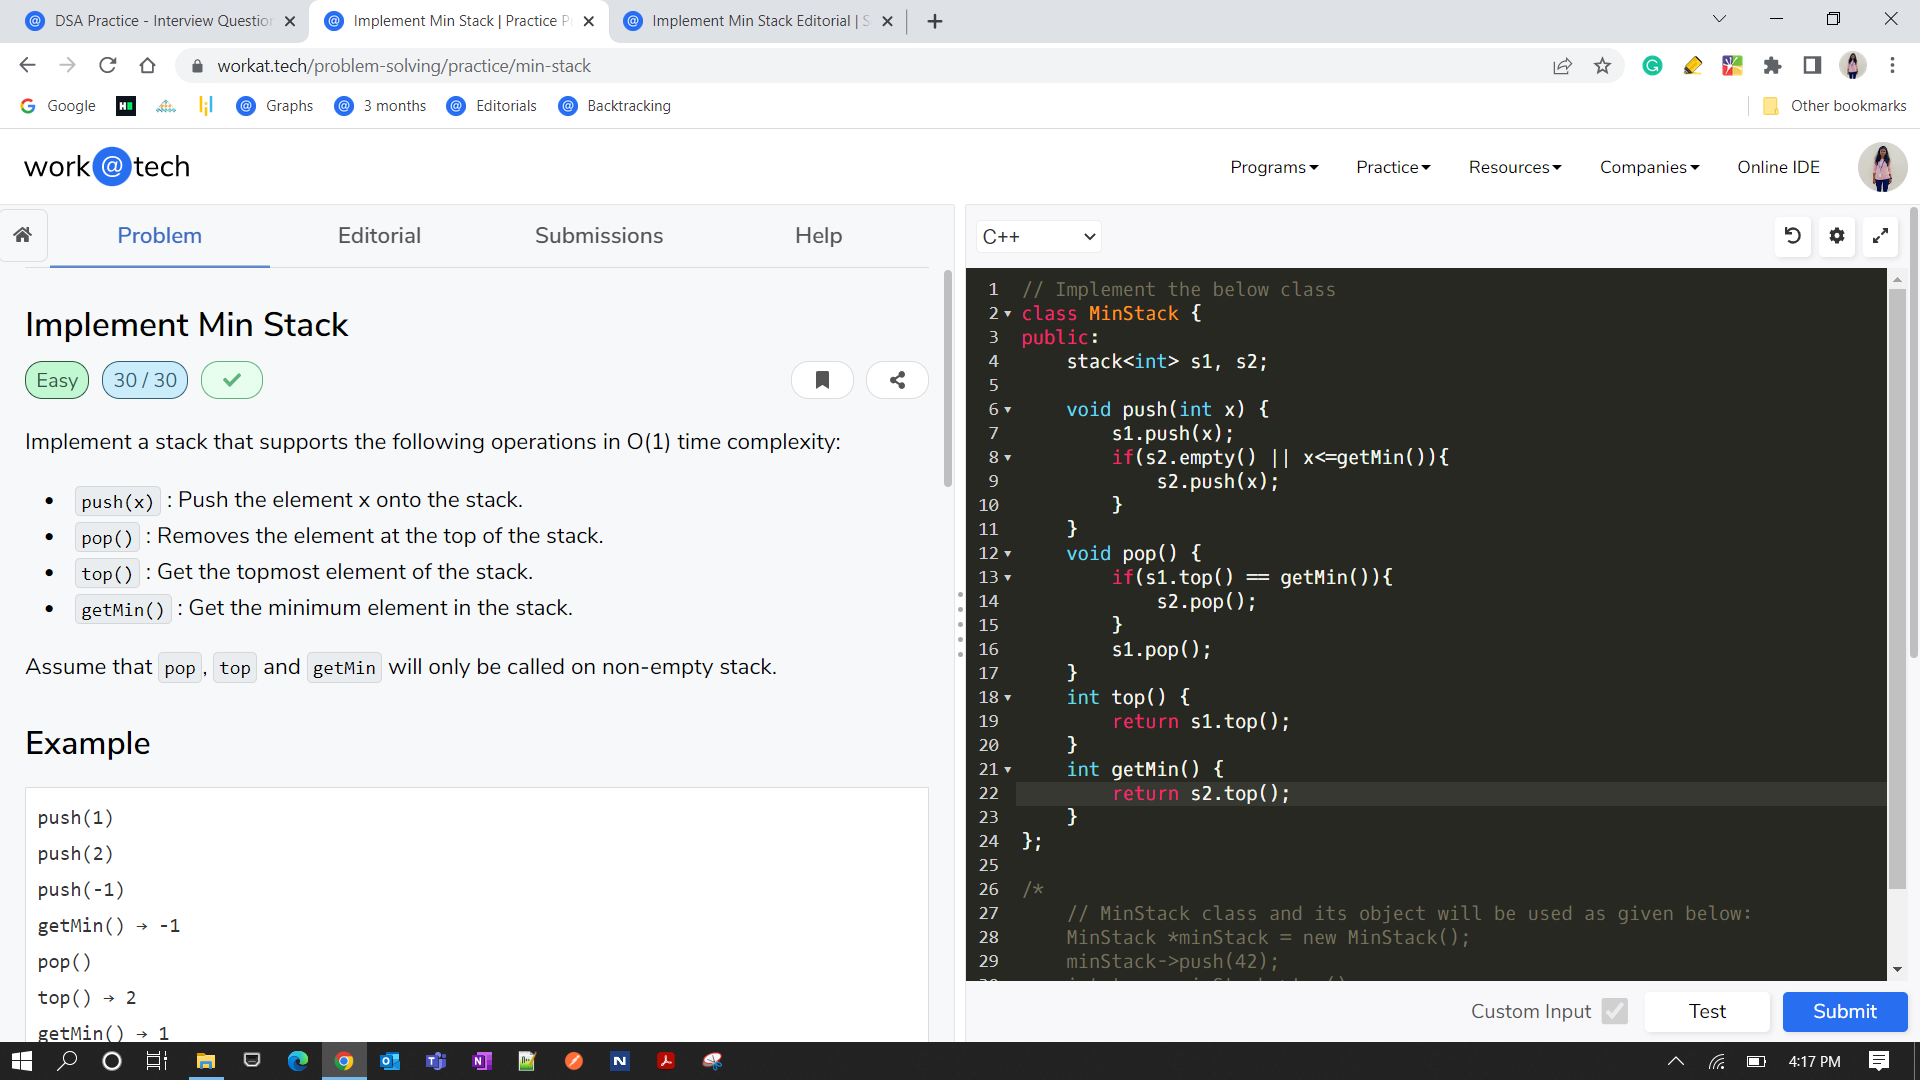 DSA Practice - Interview Question
Implement Min Stack | Practice P
Implement Min Stack Editorial | S
workat.tech/problem-solving/practice/min-stack
Google
Graphs
3 months
Editorials
Backtracking
Other bookmarks
work@tech
Programs
Practice
Resources
Companies
Online IDE
Problem
Editorial
Submissions
Help
Implement Min Stack
Easy
30 / 30
Implement a stack that supports the following operations in O(1) time complexity:
push(x) : Push the element x onto the stack.
pop() : Removes the element at the top of the stack.
top() : Get the topmost element of the stack.
getMin() : Get the minimum element in the stack.
Assume that pop, top and getMin will only be called on non-empty stack.
Example
push(1)
push(2)
push(-1)
getMin() → -1
pop()
top() → 2
getMin() → 1
C++
1 // Implement the below class
2 class MinStack {
3 public:
4 stack<int> s1, s2;
5
6 void push(int x) {
7 s1.push(x);
8 if(s2.empty() || x<=getMin()){
9 s2.push(x);
10 }
11 }
12 void pop() {
13 if(s1.top() == getMin()){
14 s2.pop();
15 }
16 s1.pop();
17 }
18 int top() {
19 return s1.top();
20 }
21 int getMin() {
22 return s2.top();
23 }
24 };
25
26 /*
27 // MinStack class and its object will be used as given below:
28 MinStack *minStack = new MinStack();
29 minStack->push(42);
Custom Input
Test
Submit
4:17 PM